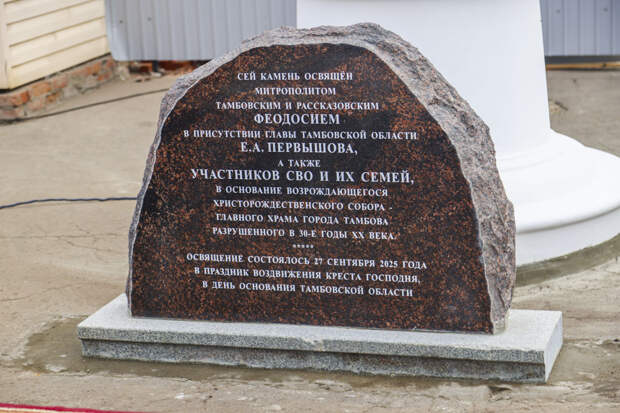 СЕЙ КАМЕНЬ ОСВЯЩЁН
МИТРОПОЛИТОМ
ТАМБОВСКИМ И РАССКАЗОВСКИМ
ФЕОДОСИЕМ
В ПРИСУТСТВИИ ГЛАВЫ ТАМБОВСКОЙ ОБЛАСТИ
Е.А. ПЕРВЫШОВА,
А ТАКЖЕ
УЧАСТНИКОВ СВО И ИХ СЕМЕЙ,
В ОСНОВАНИЕ ВОЗРОЖДАЮЩЕГОСЯ
ХРИСТОРОЖДЕСТВЕНСКОГО СОБОРА -
ГЛАВНОГО ХРАМА ГОРОДА ТАМБОВА
РАЗРУШЕННОГО В 30-Е ГОДЫ XX ВЕКА.
*****
ОСВЯЩЕНИЕ СОСТОЯЛОСЬ 27 СЕНТЯБРЯ 2025 ГОДА
В ПРАЗДНИК ВОЗДВИЖЕНИЯ КРЕСТА ГОСПОДНЯ,
В ДЕНЬ ОСНОВАНИЯ ТАМБОВСКОЙ ОБЛАСТИ